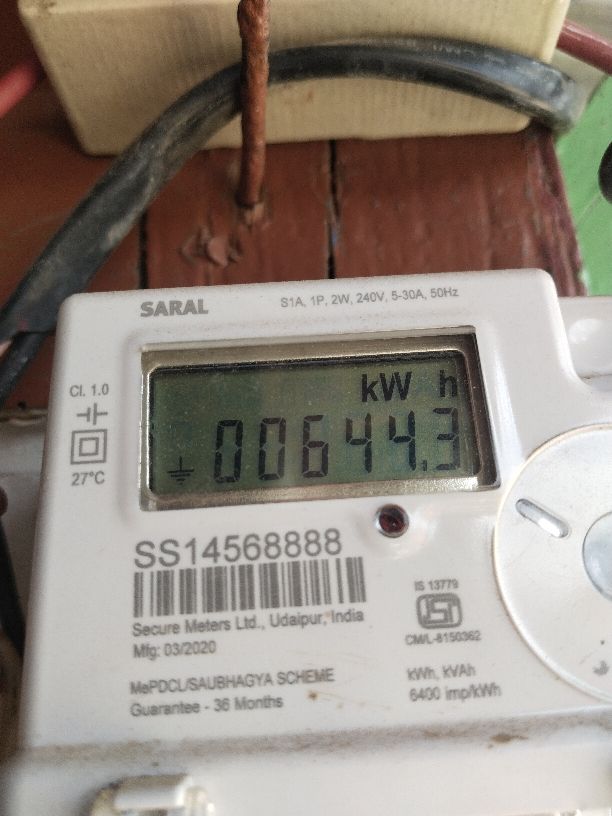 SARAL
S1A, 1P, 2W, 240V, 5-30A, 50Hz
Cl. 1.0
27°C
kW h
00644.3
SS14568888
Secure Meters Ltd., Udaipur, India
Mfg: 03/2020
MePDCL/SAUBHAGYA SCHEME
Guarantee - 36 Months
IS 13779
ISI
CM/L-8150362
kWh, kVAh
6400 imp/kWh